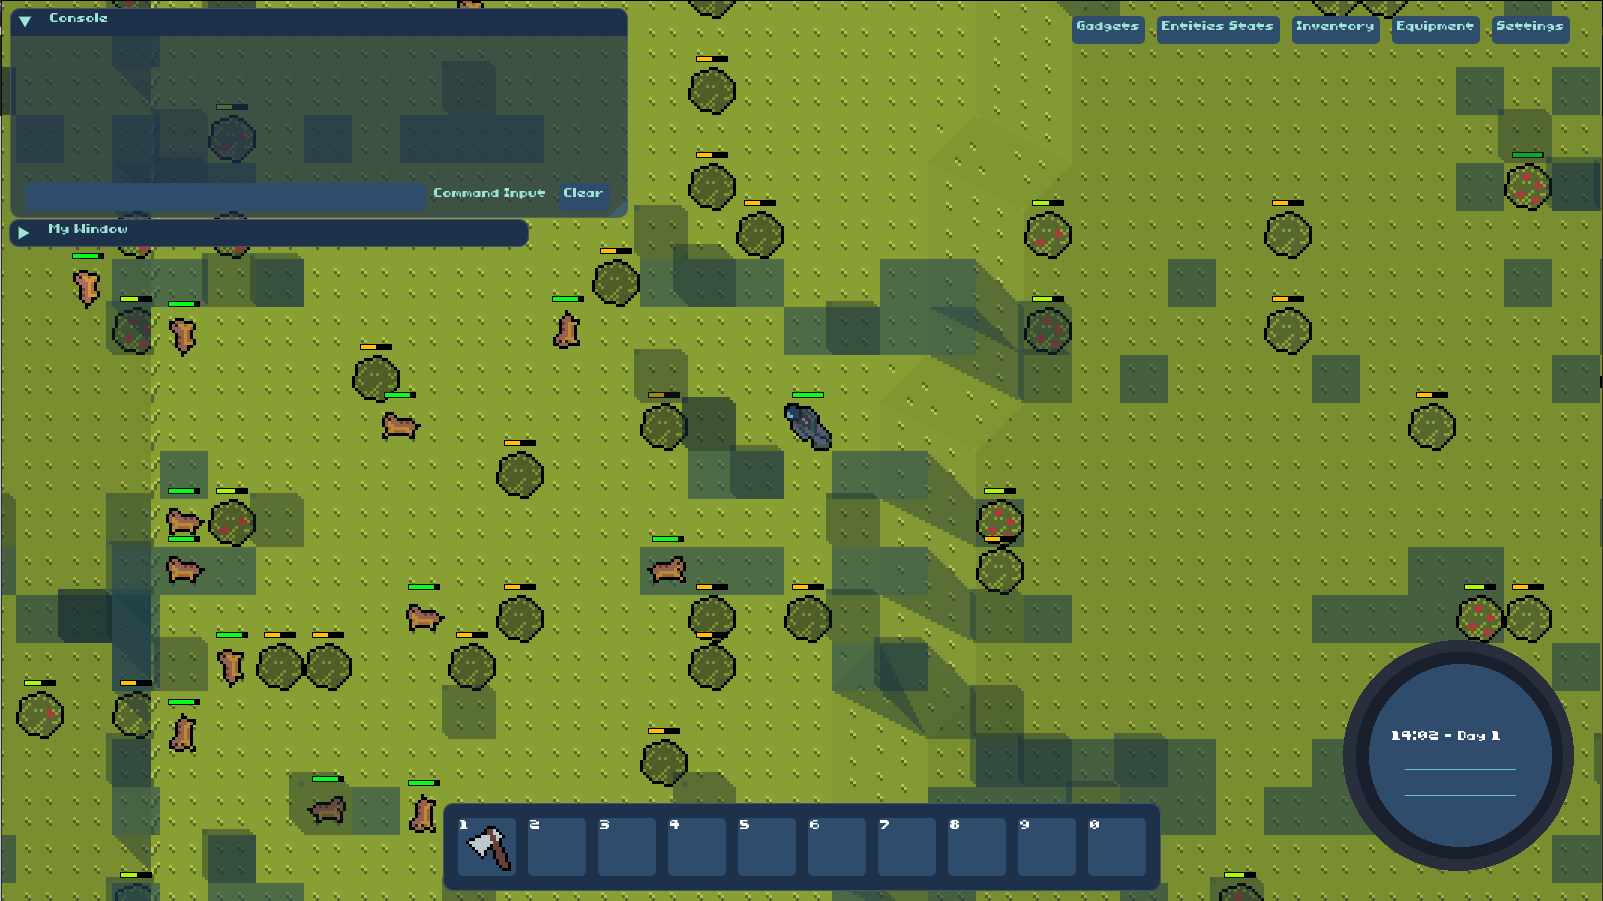 Console
Gadgets
Entities Stats
Inventory
Equipment
Settings
Command Input
Clear
My Window
14:02 - Day 1
1
2
3
4
5
6
7
8
9
0